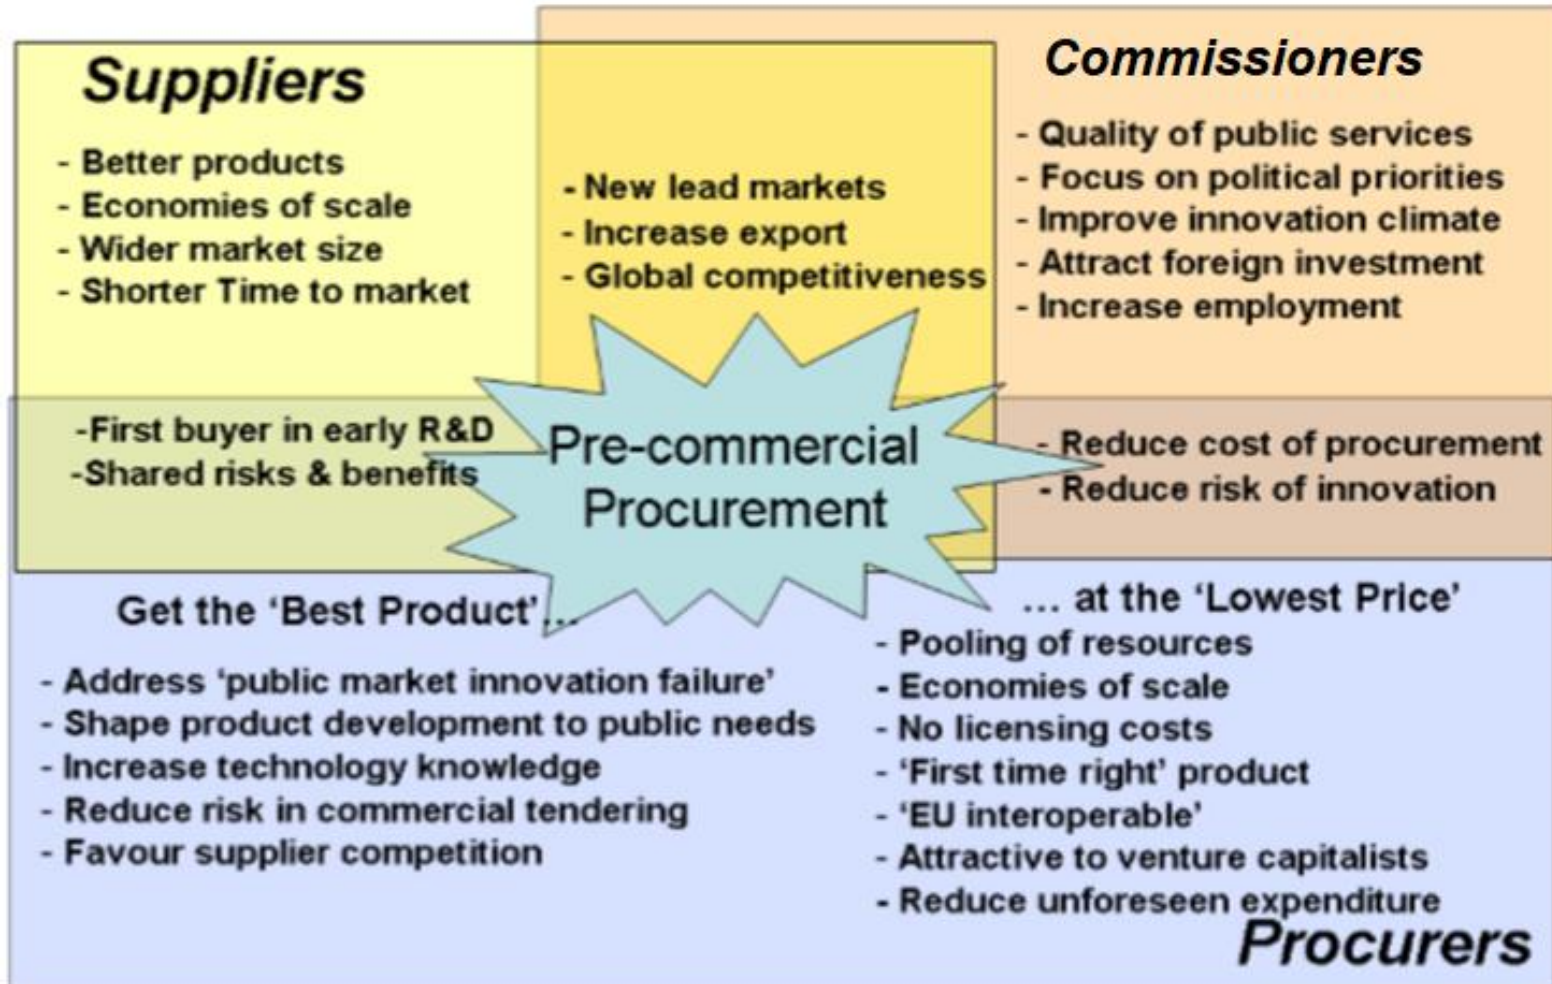 Suppliers
- Better products
- Economies of scale
- Wider market size
- Shorter Time to market
- New lead markets
- Increase export
- Global competitiveness
Commissioners
- Quality of public services
- Focus on political priorities
- Improve innovation climate
- Attract foreign investment
- Increase employment
-First buyer in early R&D
-Shared risks & benefits
Pre-commercial
Procurement
- Reduce cost of procurement
- Reduce risk of innovation
Get the ‘Best Product’...
- Address ‘public market innovation failure’
- Shape product development to public needs
- Increase technology knowledge
- Reduce risk in commercial tendering
- Favour supplier competition
... at the ‘Lowest Price’
- Pooling of resources
- Economies of scale
- No licensing costs
- ‘First time right’ product
- ‘EU interoperable’
- Attractive to venture capitalists
- Reduce unforeseen expenditure
Procurers